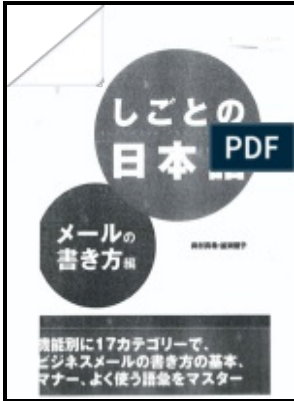 しごとの
日本
PDF
メールの
書き方編
機能別に17カテゴリーで、
ビジネスメールの書き方の基本、
マナー、よく使う語彙をマスター